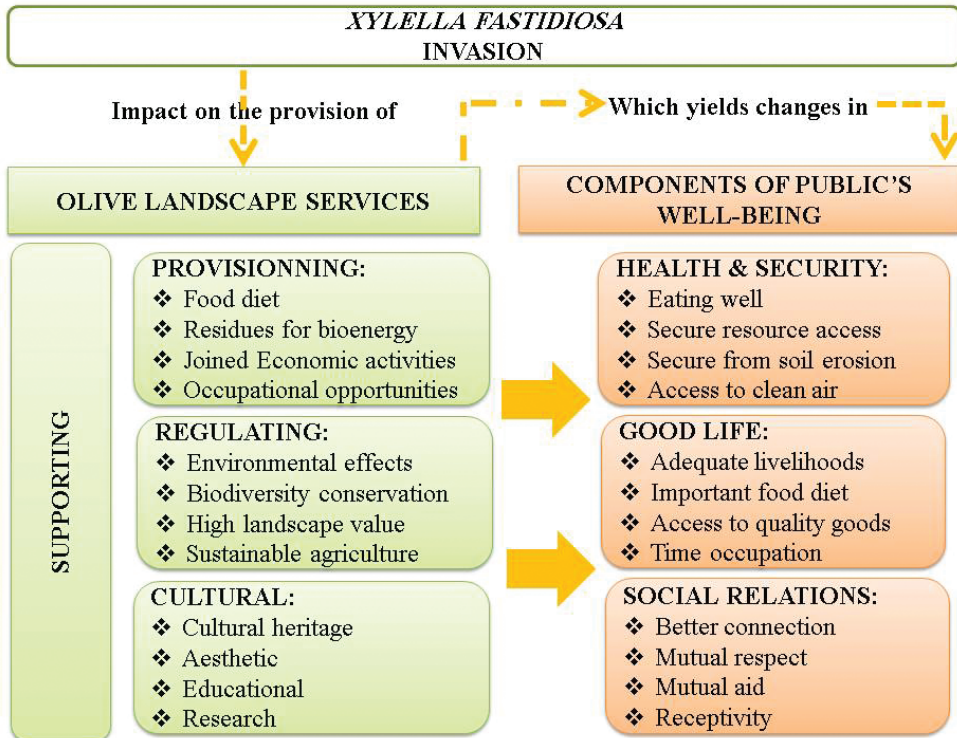 XYLELLA FASTIDIOSA
INVASION
Impact on the provision of
Which yields changes in
OLIVE LANDSCAPE SERVICES
COMPONENTS OF PUBLIC'S
WELL-BEING
SUPPORTING
PROVISIONNING:
❖ Food diet
❖ Residues for bioenergy
❖ Joined Economic activities
❖ Occupational opportunities
REGULATING:
❖ Environmental effects
❖ Biodiversity conservation
❖ High landscape value
❖ Sustainable agriculture
CULTURAL:
❖ Cultural heritage
❖ Aesthetic
❖ Educational
❖ Research
HEALTH & SECURITY:
❖ Eating well
❖ Secure resource access
❖ Secure from soil erosion
❖ Access to clean air
GOOD LIFE:
❖ Adequate livelihoods
❖ Important food diet
❖ Access to quality goods
❖ Time occupation
SOCIAL RELATIONS:
❖ Better connection
❖ Mutual respect
❖ Mutual aid
❖ Receptivity